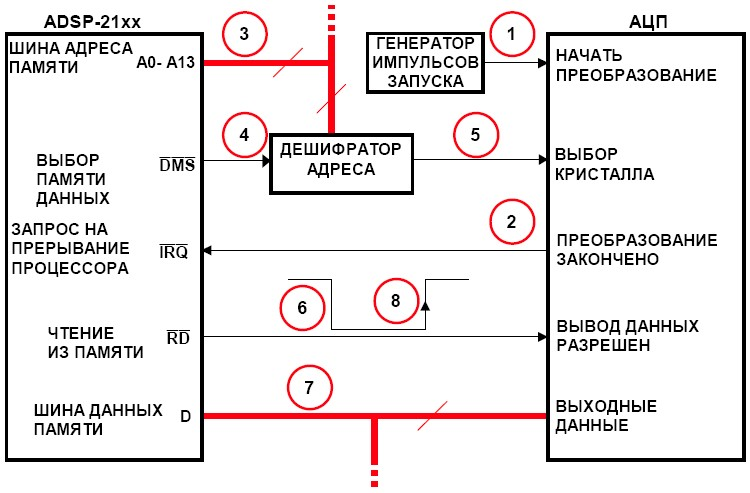 ADSP-21xx
АЦП
3
1
ШИНА АДРЕСА
ПАМЯТИ
A0- A13
ГЕНЕРАТОР
ИМПУЛЬСОВ
ЗАПУСКА
НАЧАТЬ
ПРЕОБРАЗОВАНИЕ
4
5
ВЫБОР
ПАМЯТИ
ДАННЫХ
DMS
ДЕШИФРАТОР
АДРЕСА
ВЫБОР
КРИСТАЛЛА
2
ЗАПРОС НА
ПРЕРЫВАНИЕ
ПРОЦЕССОРА
IRQ
ПРЕОБРАЗОВАНИЕ
ЗАКОНЧЕНО
6
8
ЧТЕНИЕ
ИЗ ПАМЯТИ
RD
ВЫВОД ДАННЫХ
РАЗРЕШЕН
7
ШИНА ДАННЫХ
ПАМЯТИ
D
ВЫХОДНЫЕ
ДАННЫЕ